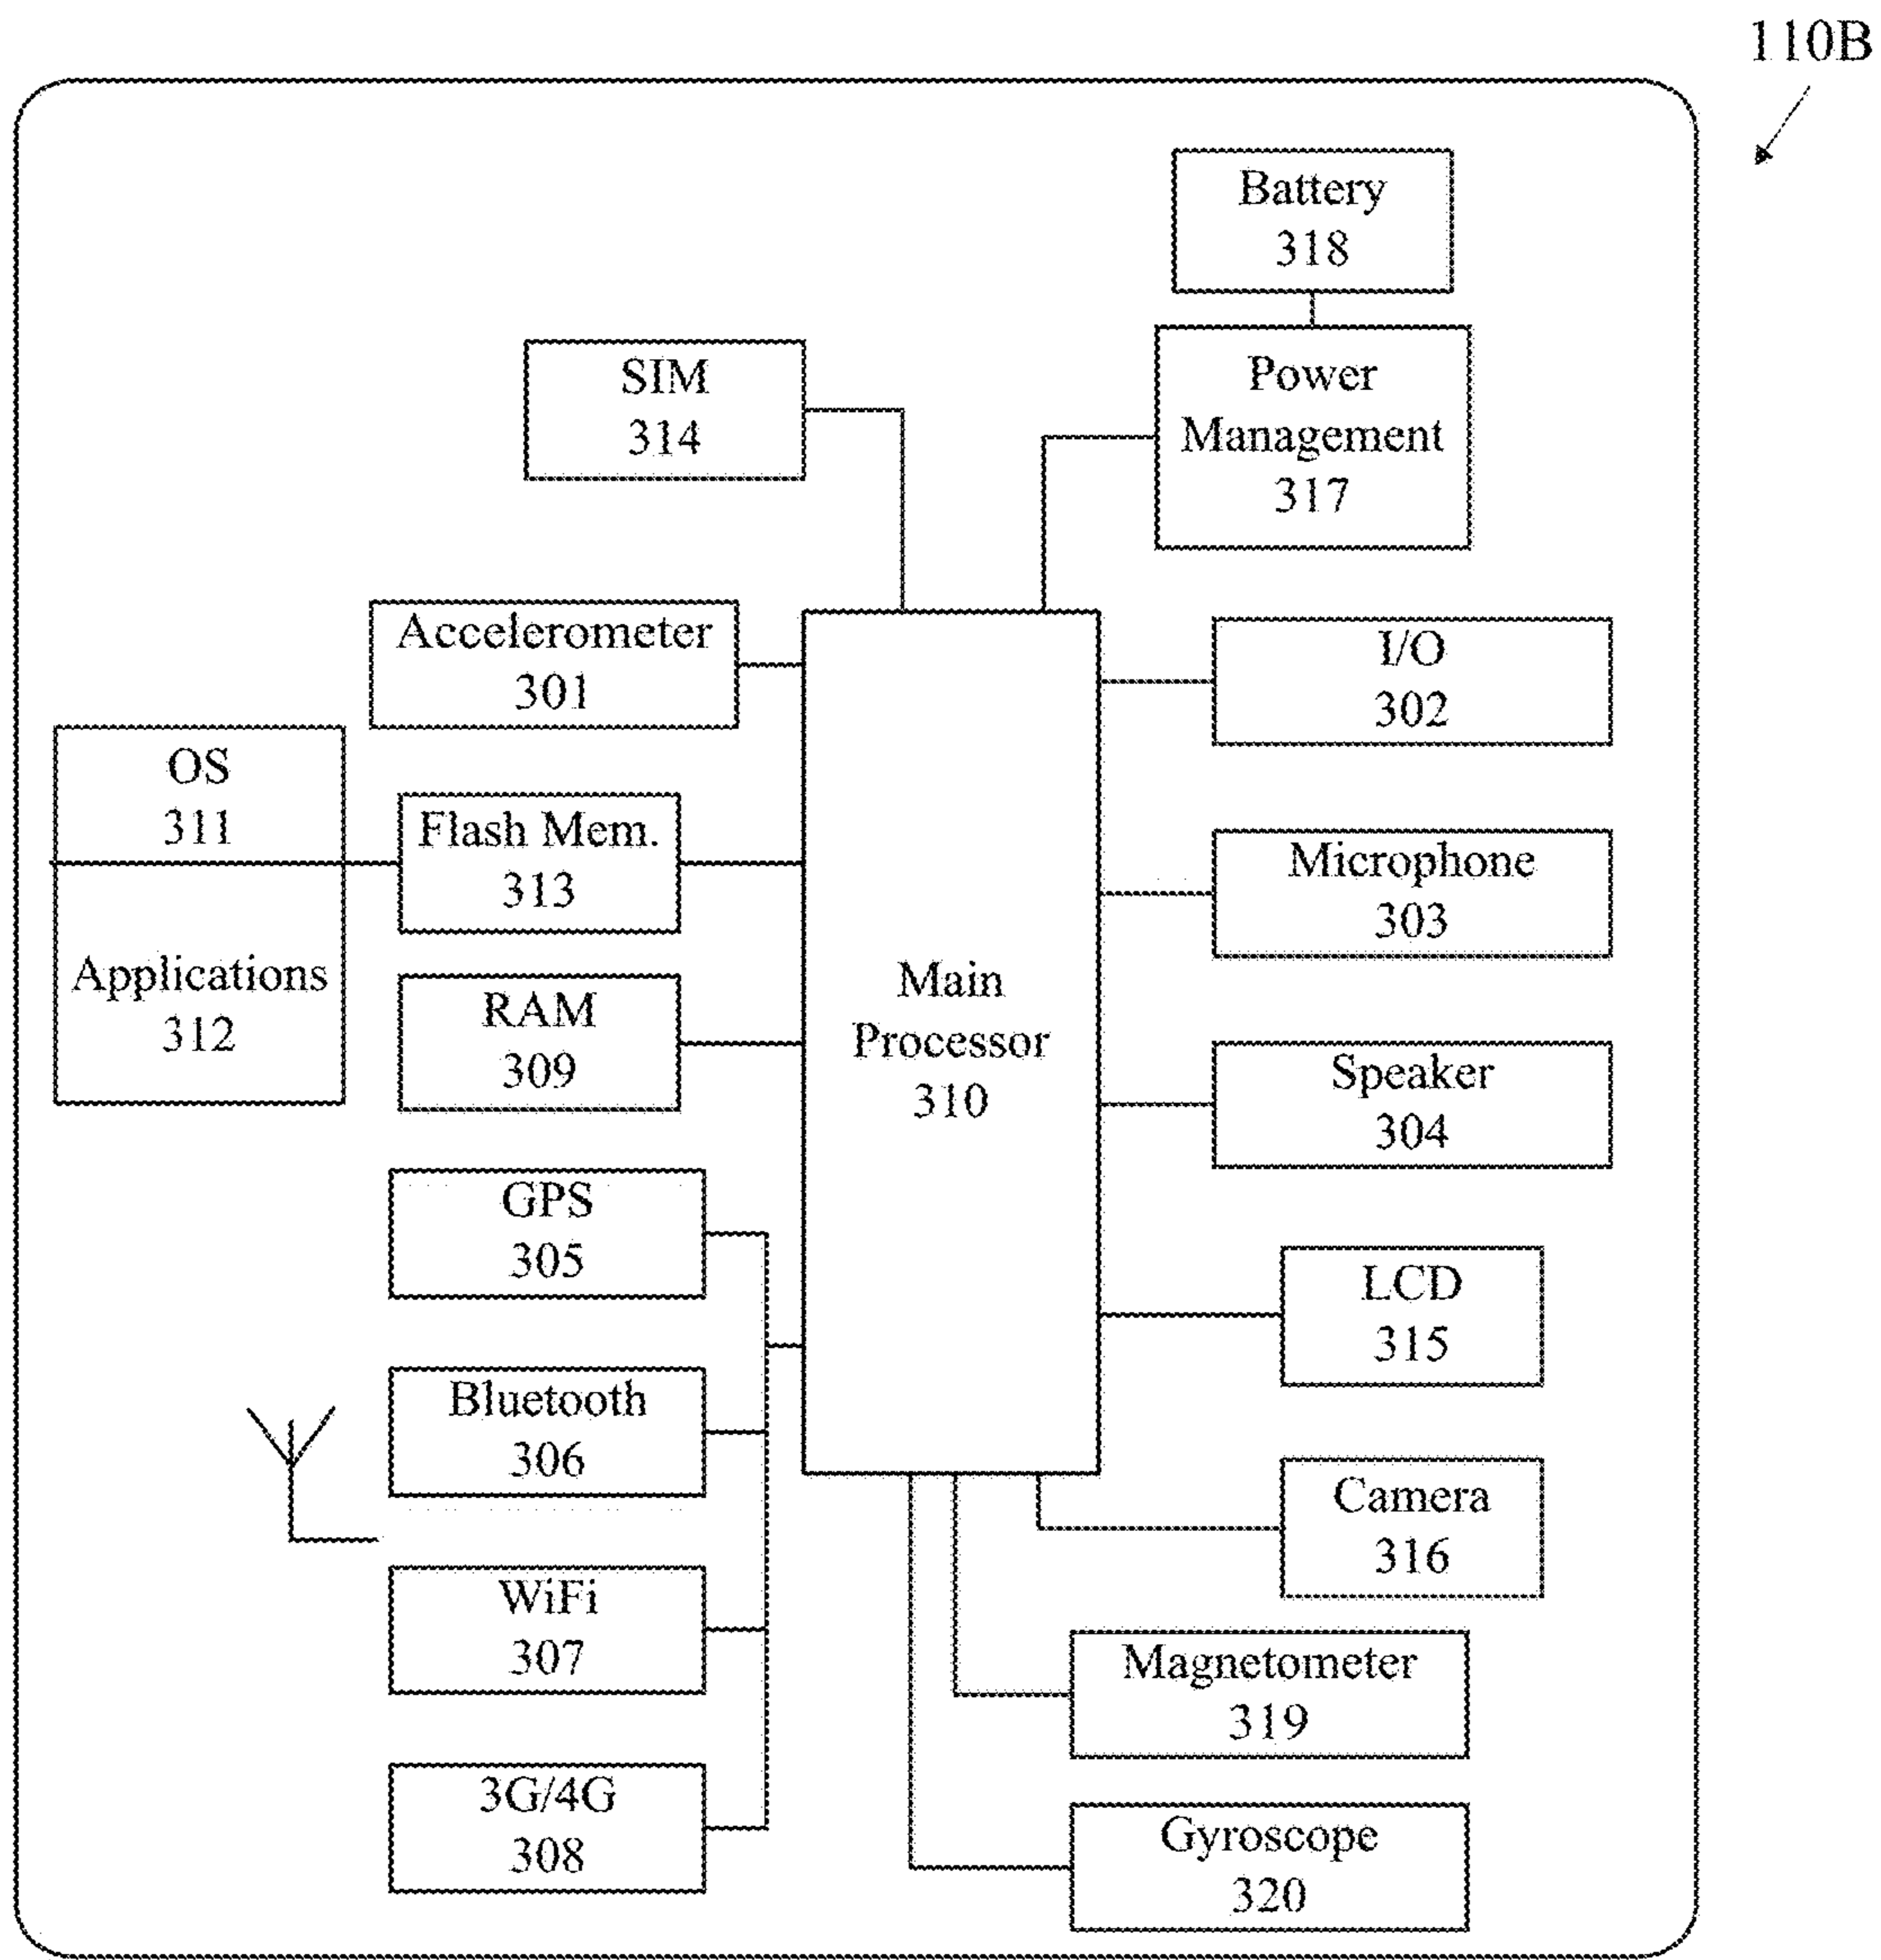 110B
Battery
318
Power
Management
317
SIM
314
Accelerometer
301
I/O
302
OS
311
Applications
312
Flash Mem.
313
Microphone
303
RAM
309
Main
Processor
310
Speaker
304
GPS
305
LCD
315
Bluetooth
306
Camera
316
WiFi
307
Magnetometer
319
3G/4G
308
Gyroscope
320